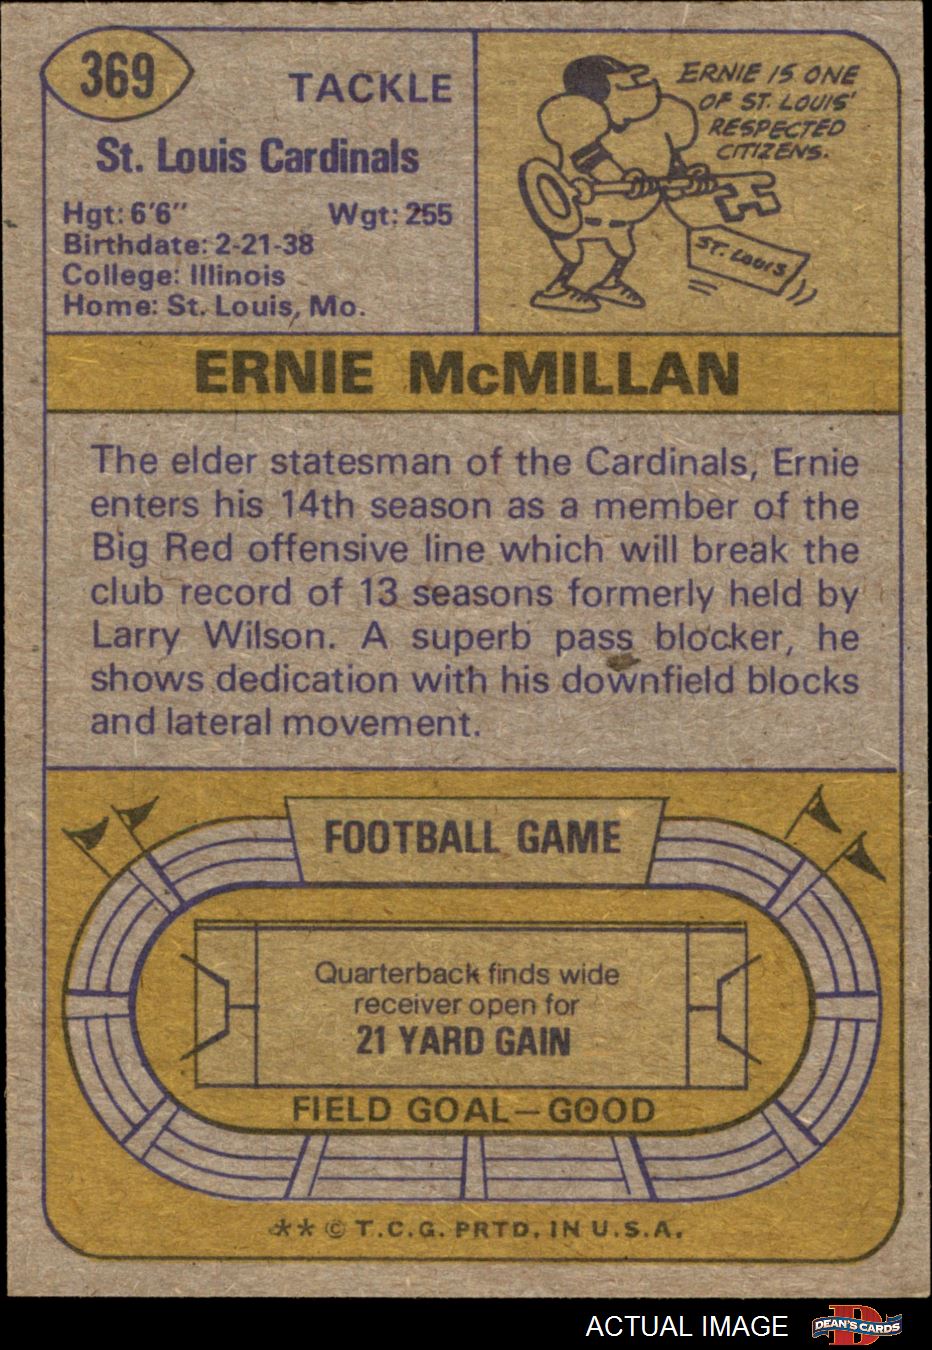 369
TACKLE
St. Louis Cardinals
Hgt: 6'6" Wgt: 255
Birthdate: 2-21-38
College: Illinois
Home: St. Louis, Mo.
ERNIE IS ONE
OF ST. LOUIS'
RESPECTED
CITIZENS.
ST. LOUIS
ERNIE McMILLAN
The elder statesman of the Cardinals, Ernie
enters his 14th season as a member of the
Big Red offensive line which will break the
club record of 13 seasons formerly held by
Larry Wilson. A superb pass blocker, he
shows dedication with his downfield blocks
and lateral movement.
FOOTBALL GAME
Quarterback finds wide
receiver open for
21 YARD GAIN
FIELD GOAL—GOOD
** © T.C.G. PRTD. IN U.S.A.
ACTUAL IMAGE
DEAN'S CARDS